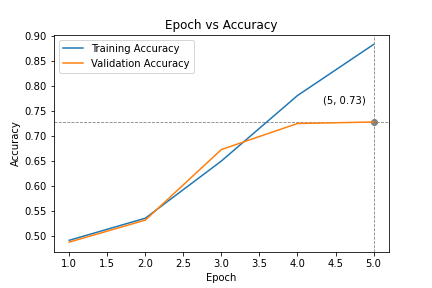 Epoch vs Accuracy
0.90
0.85
0.80
0.75
0.70
0.65
0.60
0.55
0.50
Accuracy
Training Accuracy
Validation Accuracy
(5, 0.73)
1.0 1.5 2.0 2.5 3.0 3.5 4.0 4.5 5.0
Epoch